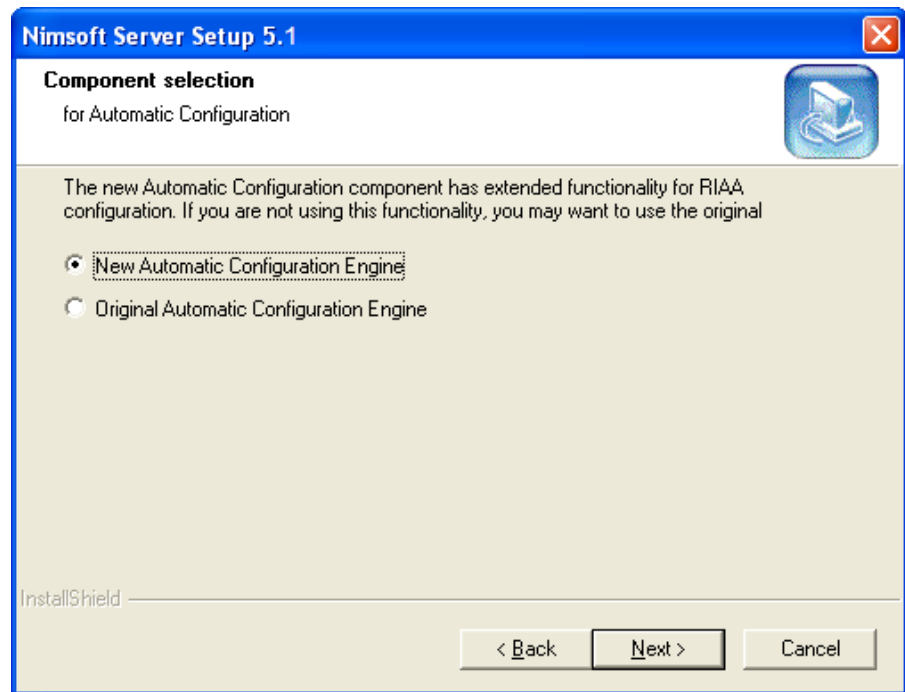 Nimsoft Server Setup 5.1
Component selection
for Automatic Configuration
The new Automatic Configuration component has extended functionality for RIAA
configuration. If you are not using this functionality, you may want to use the original
New Automatic Configuration Engine
Original Automatic Configuration Engine
InstallShield
< Back Next > Cancel